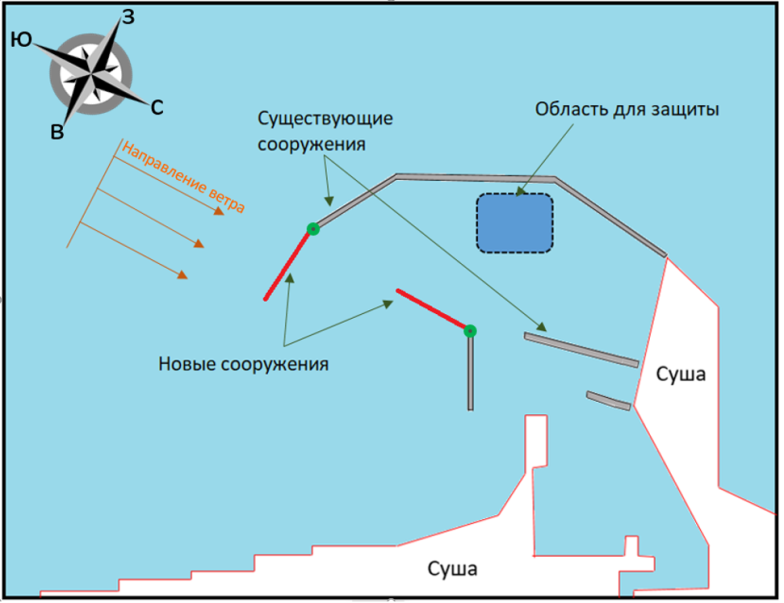 З
Ю
С
В
Направление ветра
Существующие
сооружения
Область для защиты
Новые сооружения
Суша
Суша